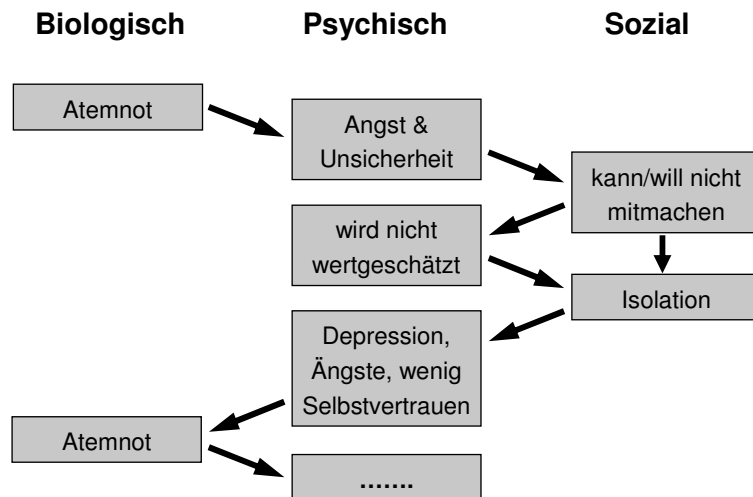 Biologisch
Psychisch
Sozial
Atemnot
Angst &
Unsicherheit
kann/will nicht
mitmachen
wird nicht
wertgeschätzt
Isolation
Depression,
Ängste, wenig
Selbstvertrauen
Atemnot
.......